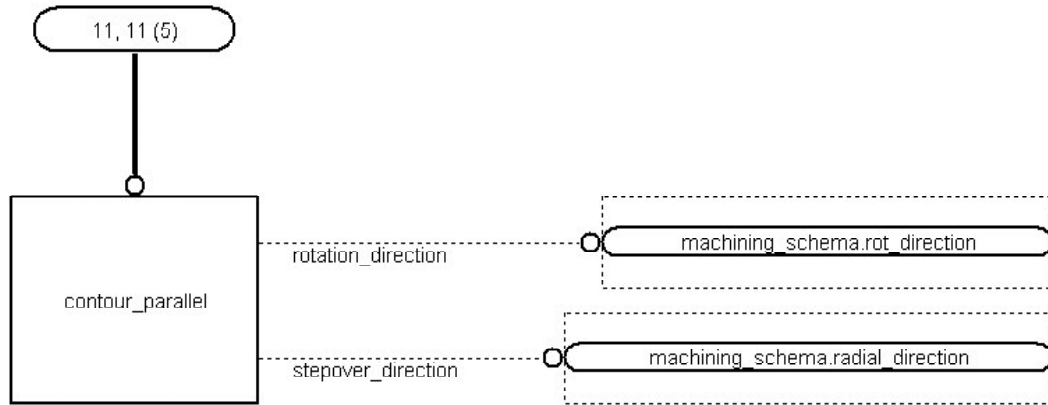 11, 11 (5)
machining_schema.rot_direction
rotation_direction
contour_parallel
machining_schema.radial_direction
stepover_direction